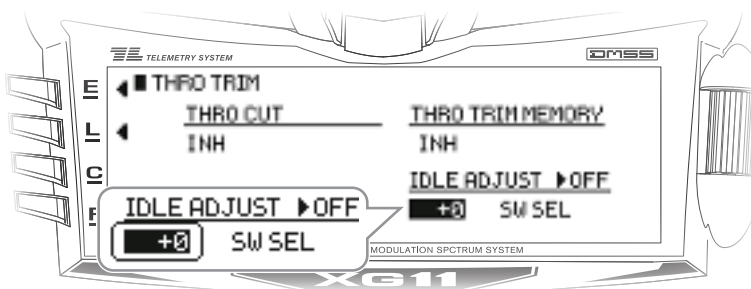 TELEMETRY SYSTEM
DMSS
E
L
C
■ THRO TRIM
THRO CUT
INH
THRO TRIM MEMORY
INH
IDLE ADJUST ▶OFF
+0 SW SEL
IDLE ADJUST ▶OFF
+0 SW SEL
MODULATION SPCTRUM SYSTEM
XG11